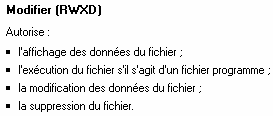 Modifier (RWXD)
Autorise :
▪ l'affichage des données du fichier ;
▪ l'exécution du fichier s'il s'agit d'un fichier programme ;
▪ la modification des données du fichier ;
▪ la suppression du fichier.